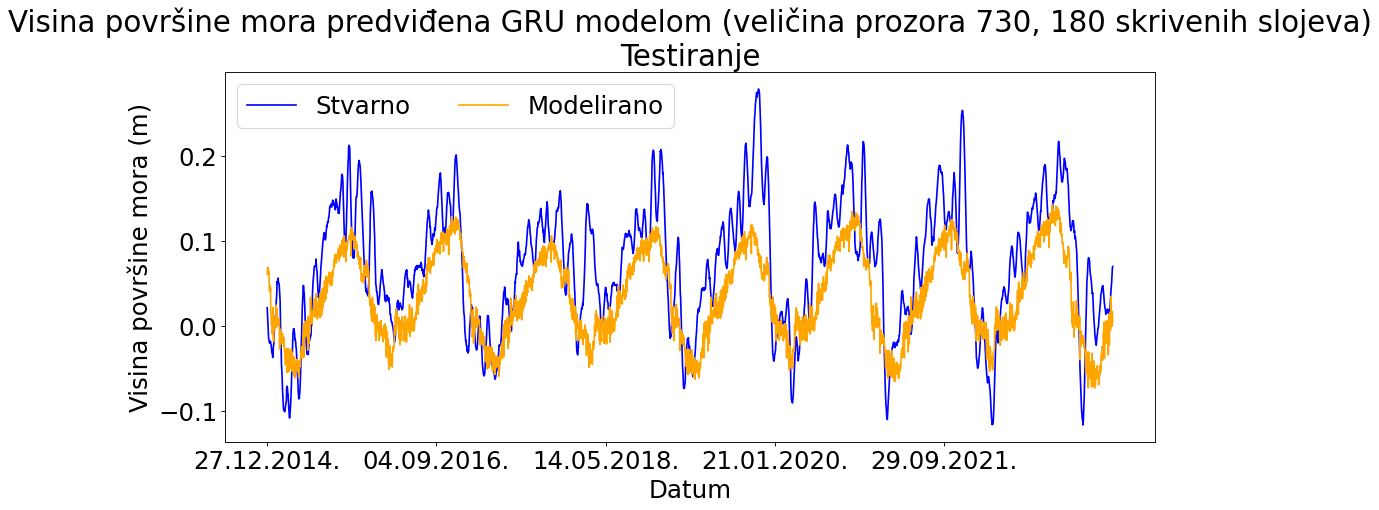 Visina površine mora predviđena GRU modelom (veličina prozora 730, 180 skrivenih slojeva)
Testiranje
Stvarno
Modelirano
Visina površine mora (m)
0.2
0.1
0.0
−0.1
27.12.2014.
04.09.2016.
14.05.2018.
21.01.2020.
29.09.2021.
Datum